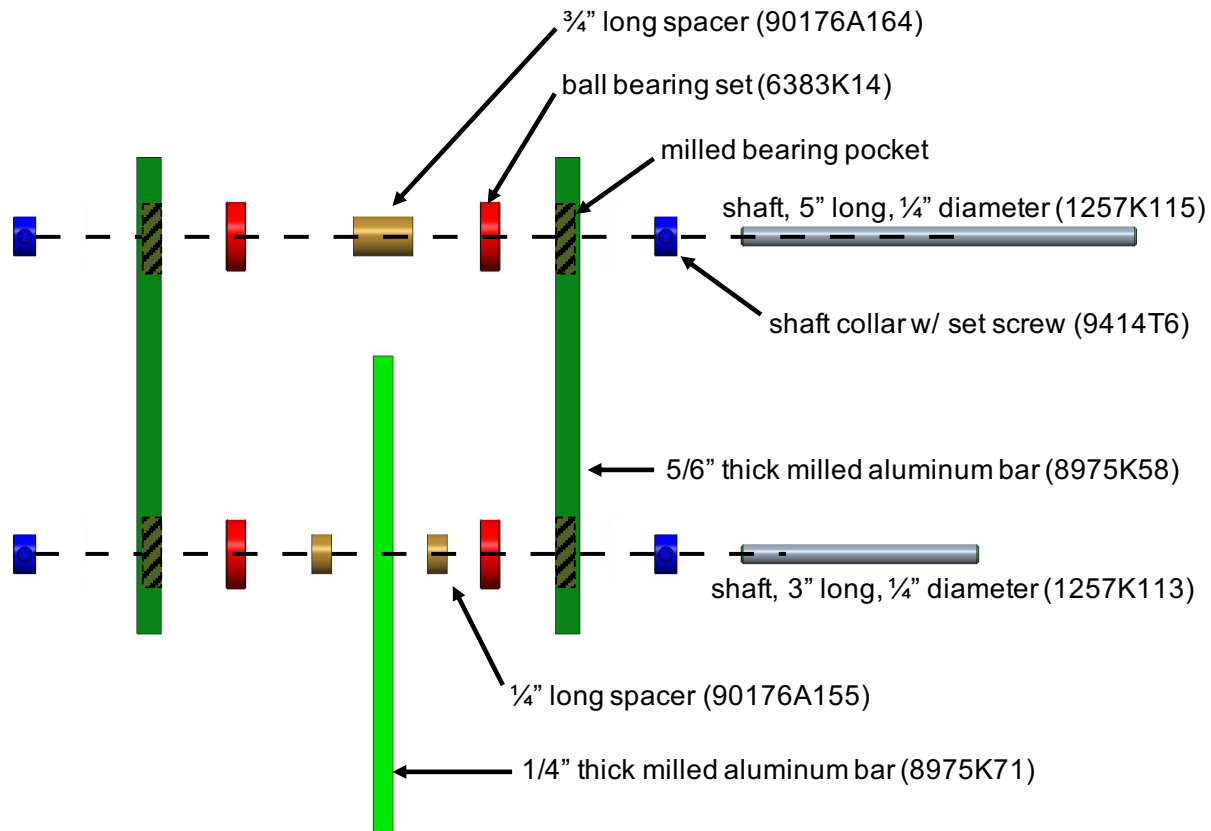 ¾” long spacer (90176A164)
ball bearing set (6383K14)
milled bearing pocket
shaft, 5” long, ¼” diameter (1257K115)
shaft collar w/ set screw (9414T6)
5/6” thick milled aluminum bar (8975K58)
shaft, 3” long, ¼” diameter (1257K113)
¼” long spacer (90176A155)
1/4” thick milled aluminum bar (8975K71)